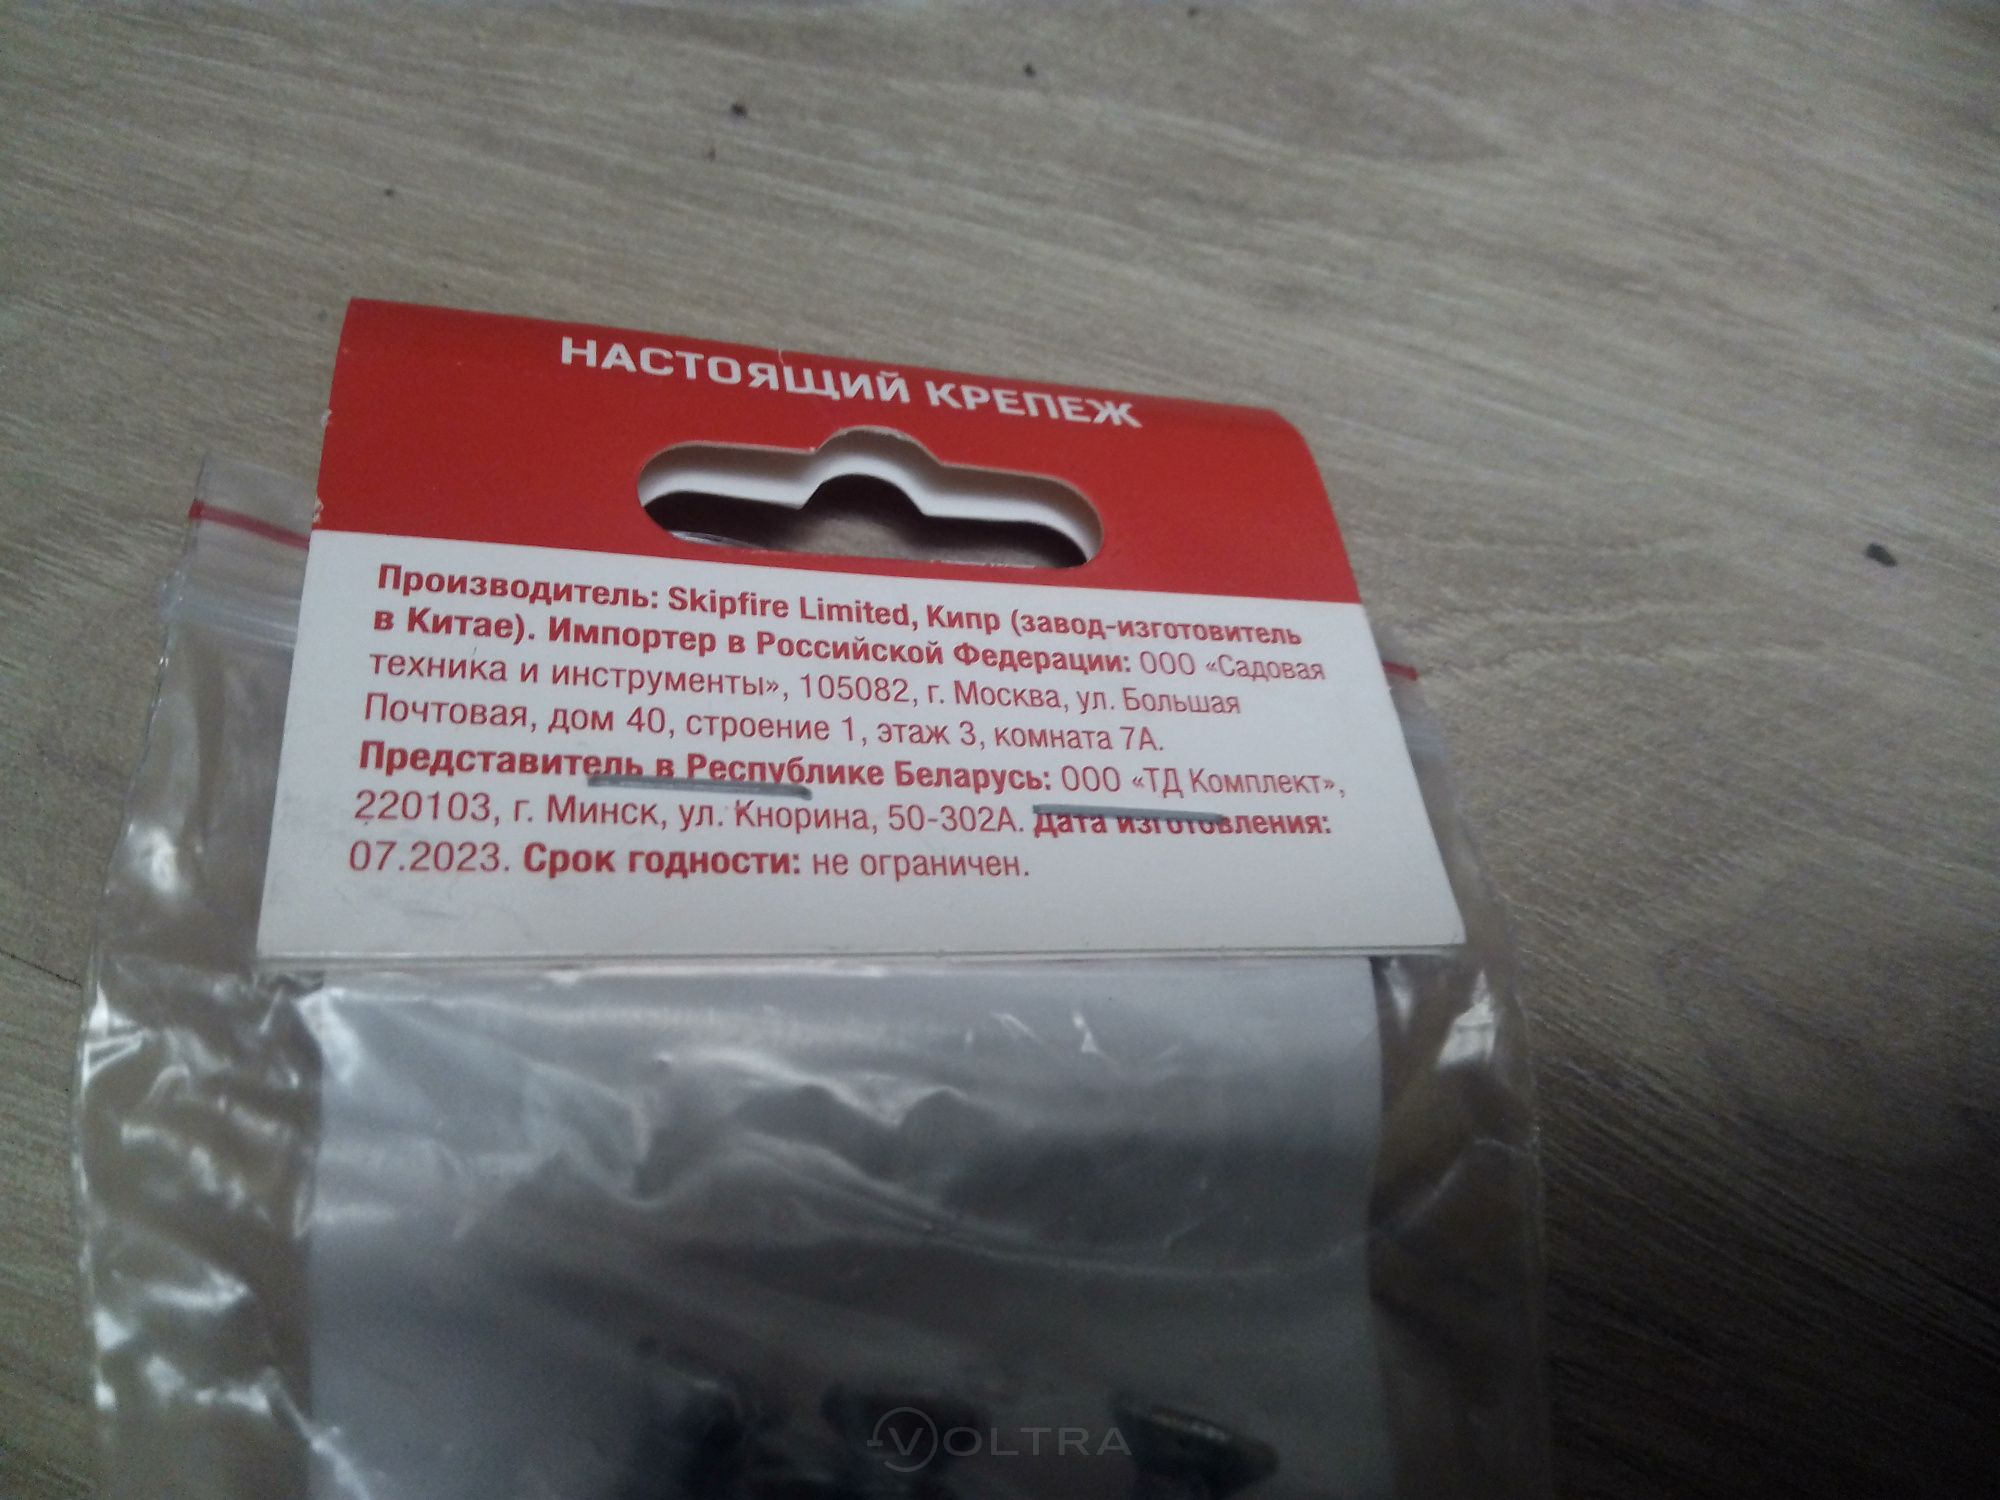 НАСТОЯЩИЙ КРЕПЕЖ
Производитель: Skipfire Limited, Кипр (завод-изготовитель
в Китае). Импортер в Российской Федерации: ООО «Садовая
техника и инструменты», 105082, г. Москва, ул. Большая
Почтовая, дом 40, строение 1, этаж 3, комната 7А.
Представитель в Республике Беларусь: ООО «ТД Комплект»,
220103, г. Минск, ул. Кнорина, 50-302А. Дата изготовления:
07.2023. Срок годности: не ограничен.
VOLTRA